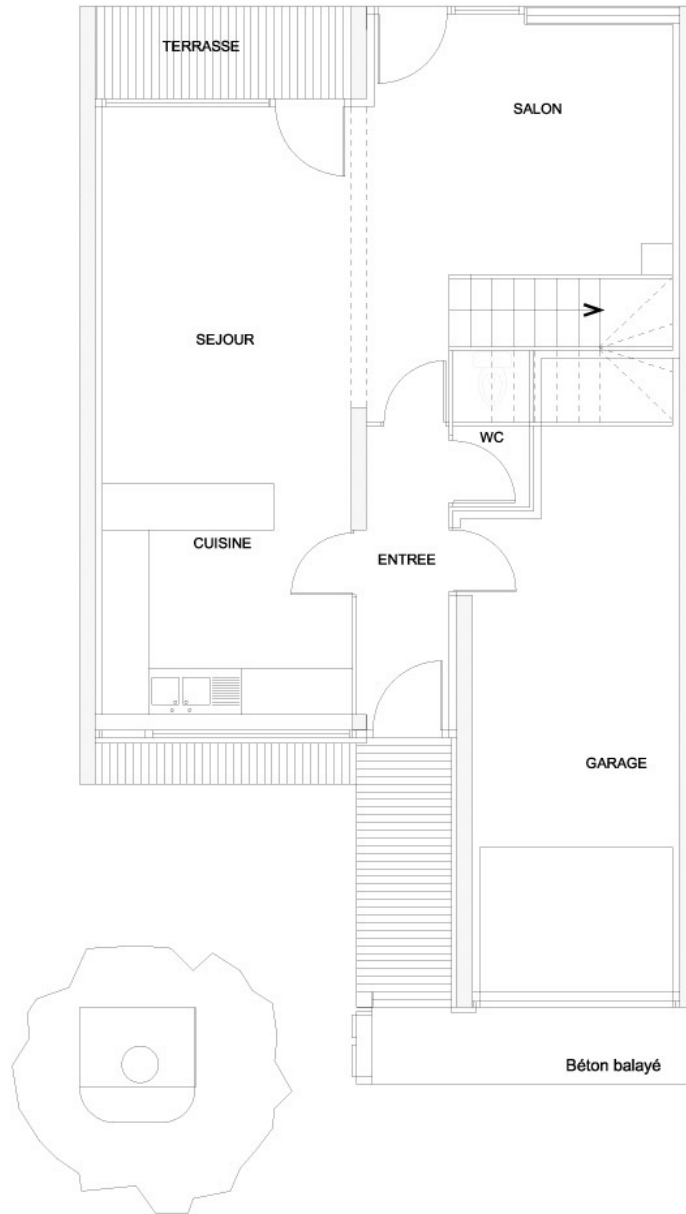 TERRASSE
SALON
SEJOUR
WC
CUISINE
ENTREE
GARAGE
Béton balayé